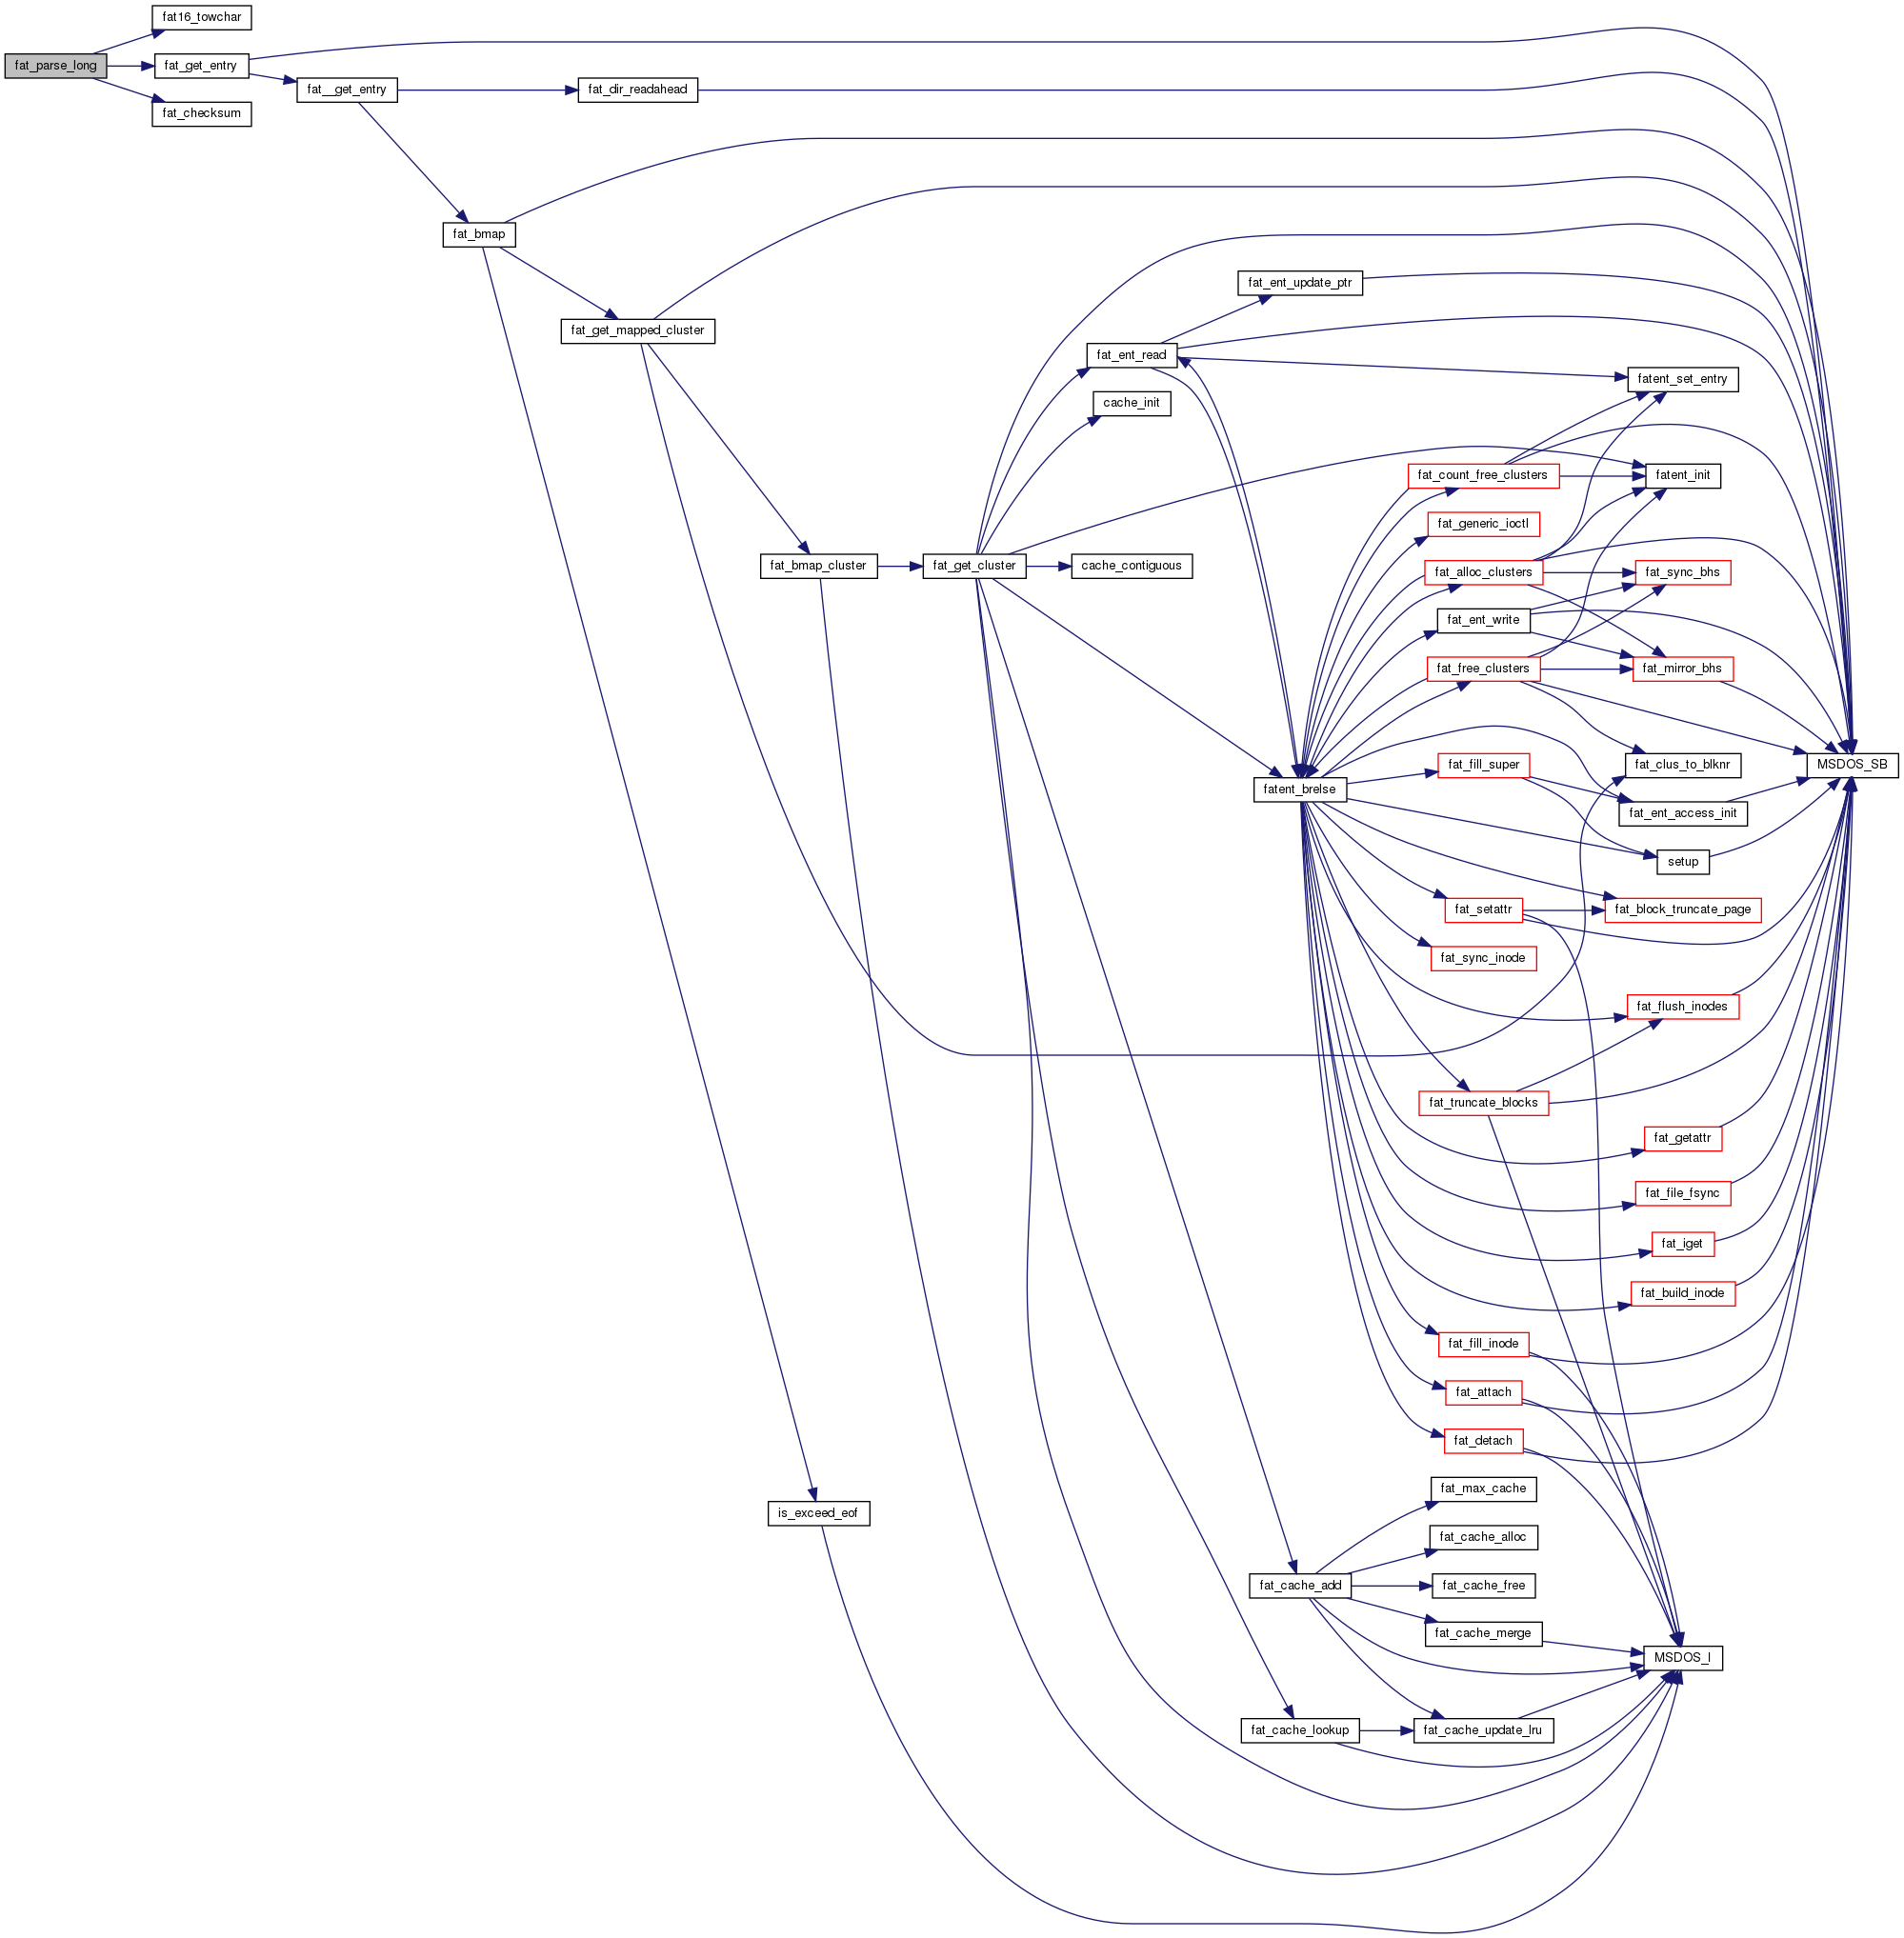 fat16_towchar
fat_parse_long
fat_get_entry
fat__get_entry
fat_dir_readahead
fat_checksum
fat_bmap
fat_ent_update_ptr
fat_get_mapped_cluster
fat_ent_read
fatent_set_entry
cache_init
fat_count_free_clusters
fatent_init
fat_generic_ioctl
fat_bmap_cluster
fat_get_cluster
cache_contiguous
fat_alloc_clusters
fat_sync_bhs
fat_ent_write
fat_free_clusters
fat_mirror_bhs
fat_fill_super
fat_clus_to_blknr
MSDOS_SB
fatent_brelse
fat_ent_access_init
setup
fat_setattr
fat_block_truncate_page
fat_sync_inode
fat_flush_inodes
fat_truncate_blocks
fat_getattr
fat_file_fsync
fat_iget
fat_build_inode
fat_fill_inode
fat_attach
fat_detach
fat_max_cache
is_exceed_eof
fat_cache_alloc
fat_cache_add
fat_cache_free
fat_cache_merge
MSDOS_I
fat_cache_lookup
fat_cache_update_lru